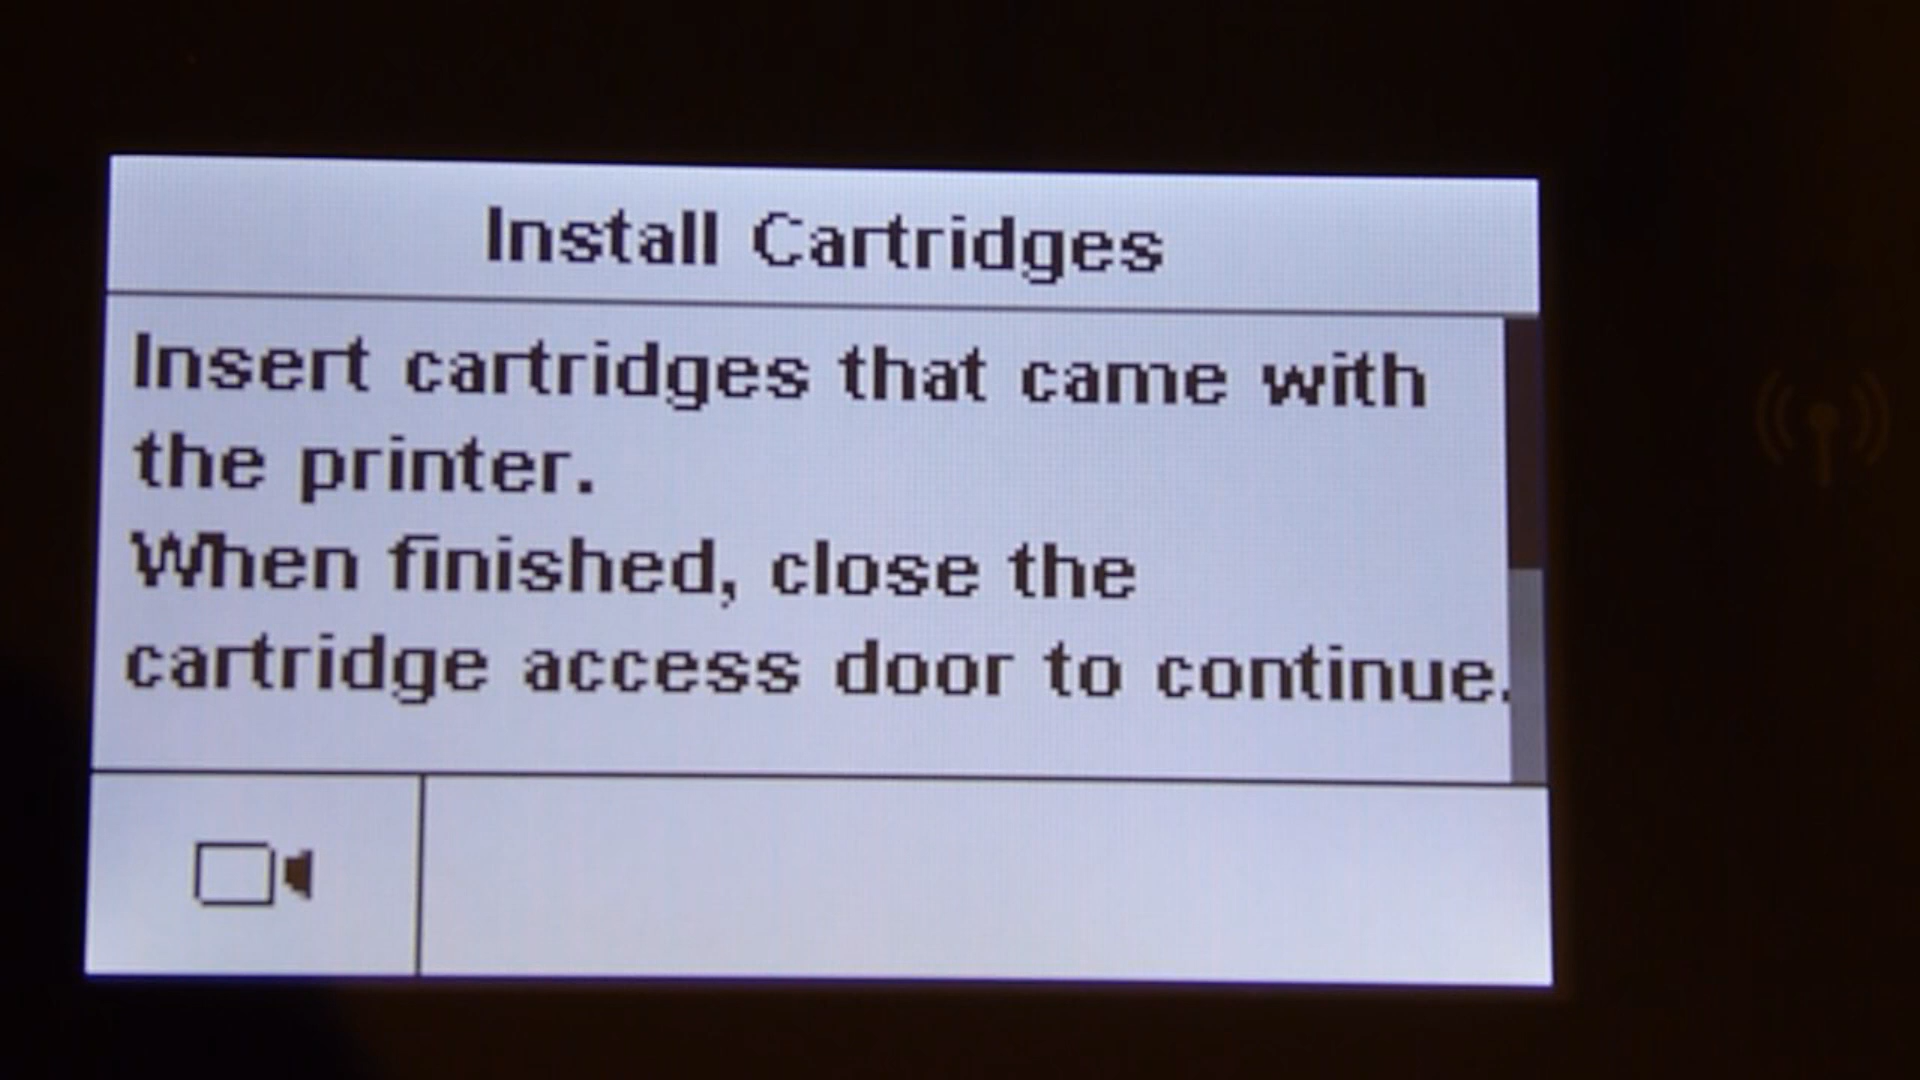 Install Cartridges
Insert cartridges that came with
the printer.
When finished, close the
cartridge access door to continue.